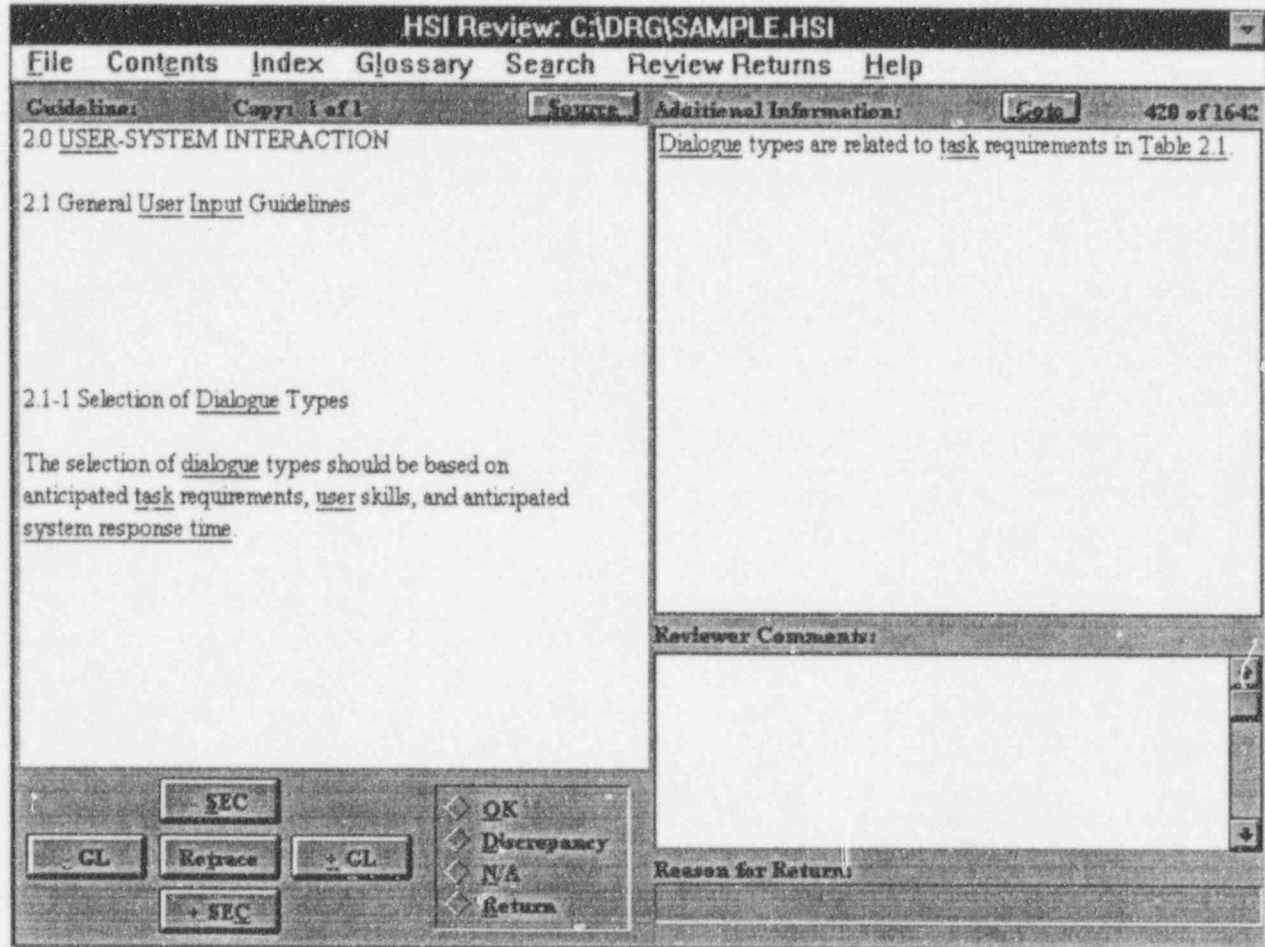 HSI Review: C:\DRG\SAMPLE.HSI
File Contents Index Glossary Search Review Returns Help
Guideline: Copy: 1 of 1 Source Additional Information: Goto 420 of 1642
2.0 USER-SYSTEM INTERACTION
2.1 General User Input Guidelines
2.1-1 Selection of Dialogue Types
The selection of dialogue types should be based on
anticipated task requirements, user skills, and anticipated
system response time.
Dialogue types are related to task requirements in Table 2.1.
Reviewer Comments:
- SEC
- GL Retrace + GL
+ SEC
OK
Discrepancy
N/A
Return
Reason for Return: